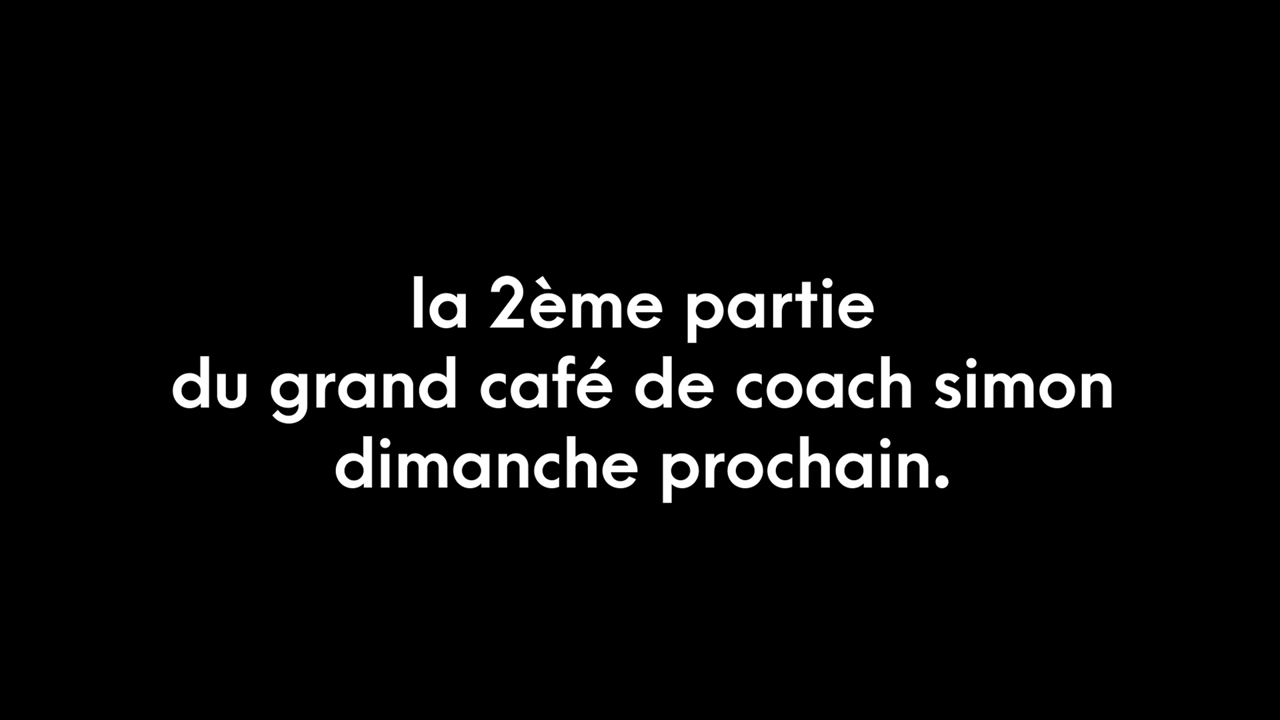 la 2ème partie
du grand café de coach simon
dimanche prochain.